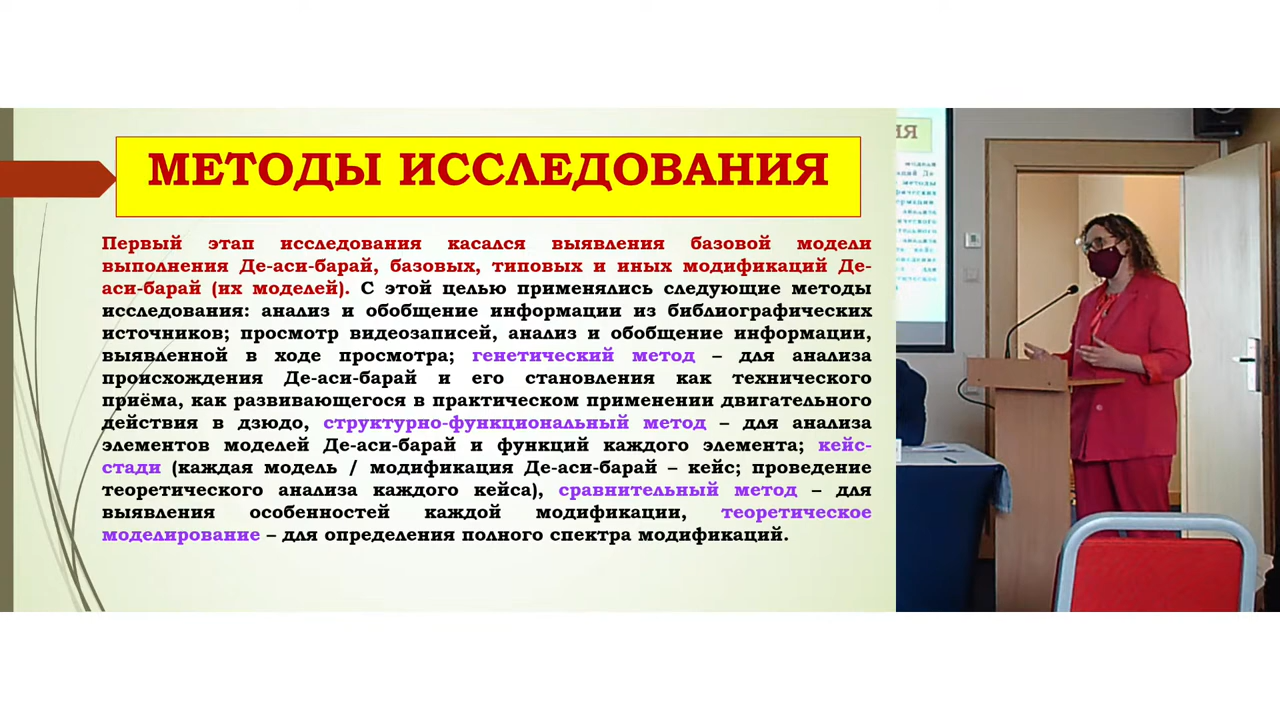 МЕТОДЫ ИССЛЕДОВАНИЯ
Первый этап исследования касался выявления базовой модели
выполнения Де-аси-барай, базовых, типовых и иных модификаций Де-
аси-барай (их моделей). С этой целью применялись следующие методы
исследования: анализ и обобщение информации из библиографических
источников; просмотр видеозаписей, анализ и обобщение информации,
выявленной в ходе просмотра; генетический метод – для анализа
происхождения Де-аси-барай и его становления как технического
приёма, как развивающегося в практическом применении двигательного
действия в дзюдо, структурно-функциональный метод – для анализа
элементов моделей Де-аси-барай и функций каждого элемента; кейс-
стади (каждая модель / модификация Де-аси-барай – кейс; проведение
теоретического анализа каждого кейса), сравнительный метод – для
выявления особенностей каждой модификации, теоретическое
моделирование – для определения полного спектра модификаций.